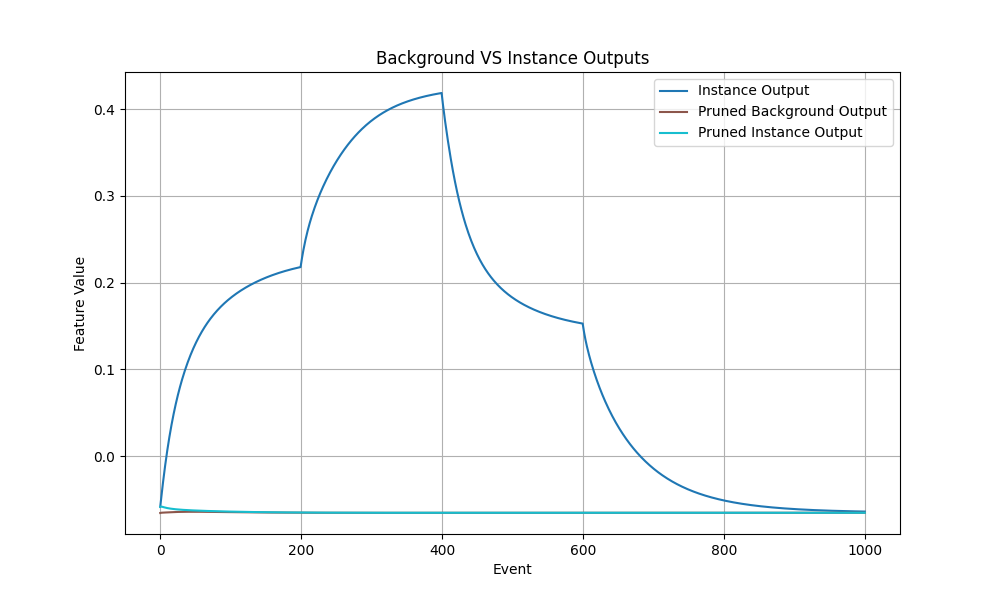 Background VS Instance Outputs
Instance Output
Pruned Background Output
Pruned Instance Output
Feature Value
0.4
0.3
0.2
0.1
0.0
0 200 400 600 800 1000
Event